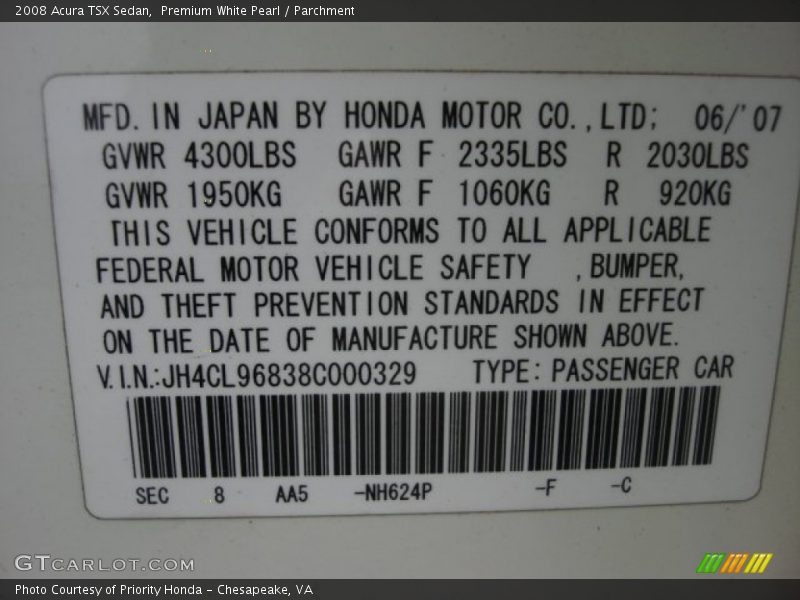 2008 Acura TSX Sedan,  Premium White Pearl / Parchment
MFD. IN JAPAN BY HONDA MOTOR CO.,LTD; 06/'07
GVWR 4300LBS GAWR F 2335LBS R 2030LBS
GVWR 1950KG GAWR F 1060KG R 920KG
THIS VEHICLE CONFORMS TO ALL APPLICABLE
FEDERAL MOTOR VEHICLE SAFETY ,BUMPER,
AND THEFT PREVENTION STANDARDS IN EFFECT
ON THE DATE OF MANUFACTURE SHOWN ABOVE.
V.I.N.:JH4CL96838C000329 TYPE: PASSENGER CAR
SEC 8 AA5 -NH624P -F -C
GTCARLOT.COM
Photo Courtesy of Priority Honda - Chesapeake, VA